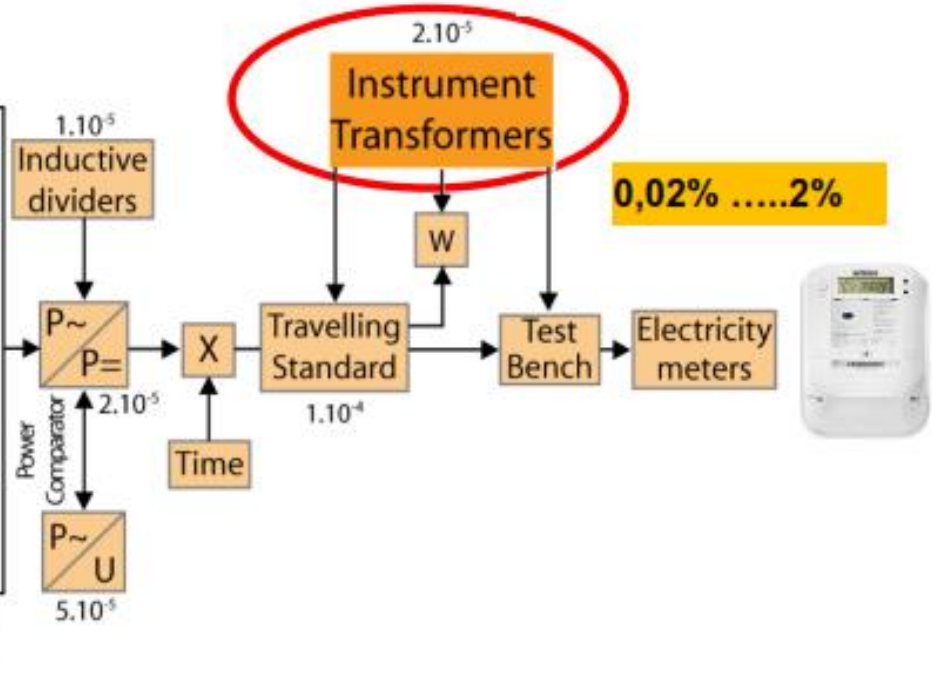 2.10⁻⁵
Instrument
Transformers
1.10⁻⁵
Inductive
dividers
0,02% .....2%
W
P~
P=
2.10⁻⁵
X
Travelling
Standard
1.10⁻⁴
Test
Bench
Electricity
meters
Power
Comparator
Time
P~
U
5.10⁻⁵